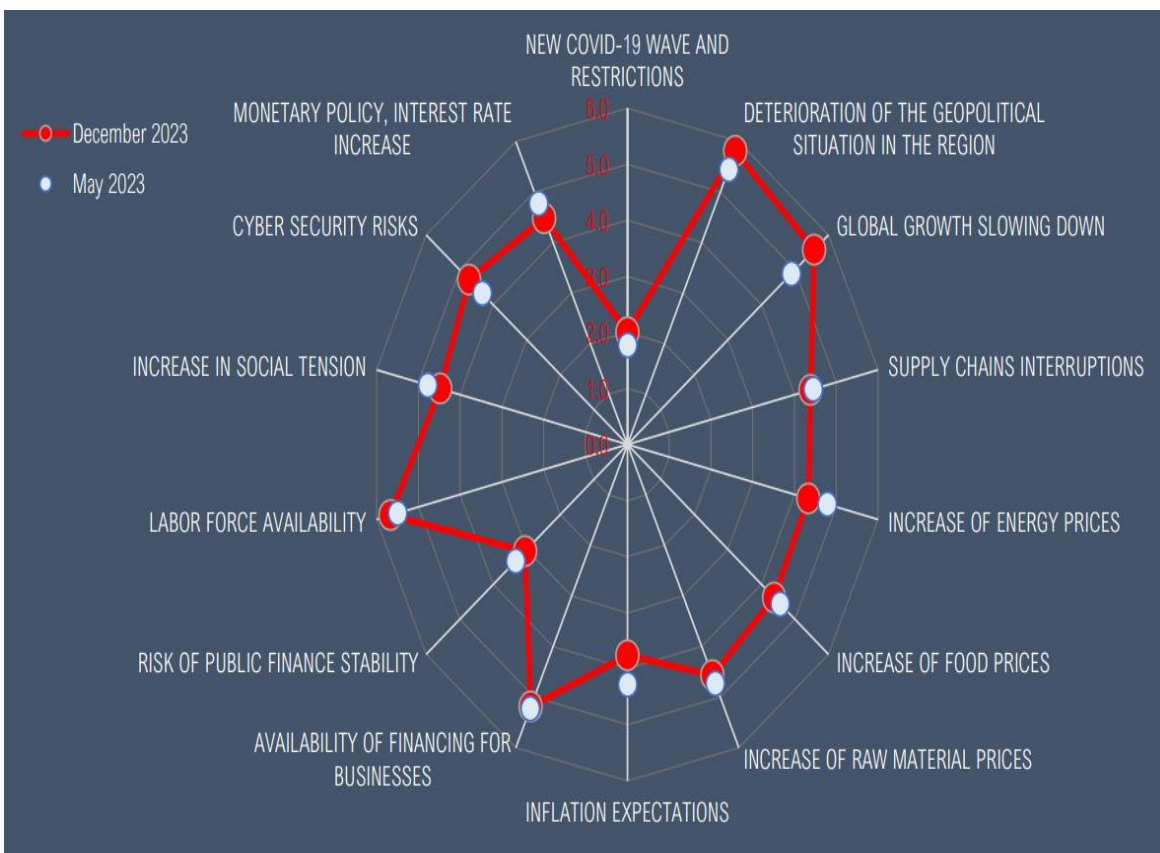 NEW COVID-19 WAVE AND
RESTRICTIONS
DETERIORATION OF THE GEOPOLITICAL
SITUATION IN THE REGION
GLOBAL GROWTH SLOWING DOWN
SUPPLY CHAINS INTERRUPTIONS
INCREASE OF ENERGY PRICES
INCREASE OF FOOD PRICES
INCREASE OF RAW MATERIAL PRICES
INFLATION EXPECTATIONS
AVAILABILITY OF FINANCING FOR
BUSINESSES
RISK OF PUBLIC FINANCE STABILITY
LABOR FORCE AVAILABILITY
INCREASE IN SOCIAL TENSION
CYBER SECURITY RISKS
MONETARY POLICY, INTEREST RATE
INCREASE
December 2023
May 2023
6.0
5.0
4.0
3.0
2.0
1.0
0.0